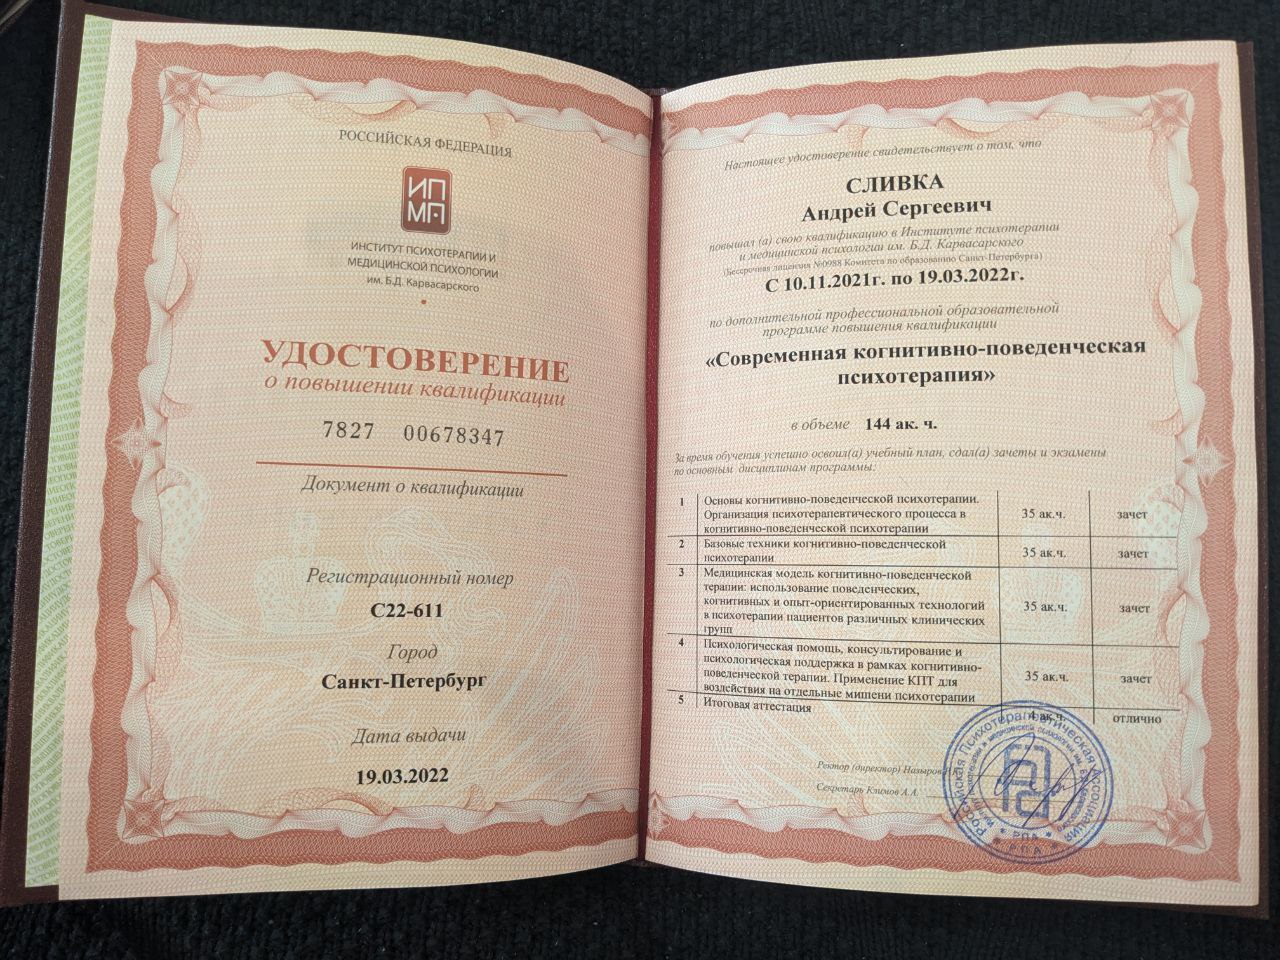 РОССИЙСКАЯ ФЕДЕРАЦИЯ
ИП
МП
ИНСТИТУТ ПСИХОТЕРАПИИ И
МЕДИЦИНСКОЙ ПСИХОЛОГИИ
им. Б.Д. Карвасарского
УДОСТОВЕРЕНИЕ
о повышении квалификации
7827 00678347
Документ о квалификации
Регистрационный номер
С22-611
Город
Санкт-Петербург
Дата выдачи
19.03.2022
Настоящее удостоверение свидетельствует о том, что
СЛИВКА
Андрей Сергеевич
повышал (а) свою квалификацию в Институте психотерапии
и медицинской психологии им. Б.Д. Карвасарского
(Бессрочная лицензия №0988 Комитета по образованию Санкт-Петербурга)
С 10.11.2021г. по 19.03.2022г.
по дополнительной профессиональной образовательной
программе повышения квалификации
«Современная когнитивно-поведенческая
психотерапия»
в объеме 144 ак. ч.
За время обучения успешно освоил(а) учебный план, сдал(а) зачеты и экзамены
по основным дисциплинам программы:
1 Основы когнитивно-поведенческой психотерапии.
Организация психотерапевтического процесса в 35 ак.ч. зачет
когнитивно-поведенческой психотерапии
2 Базовые техники когнитивно-поведенческой
психотерапии 35 ак.ч. зачет
3 Медицинская модель когнитивно-поведенческой
терапии: использование поведенческих,
когнитивных и опыт-ориентированных технологий 35 ак.ч. зачет
в психотерапии пациентов различных клинических
групп
4 Психологическая помощь, консультирование и
психологическая поддержка в рамках когнитивно-
поведенческой терапии. Применение КПТ для 35 ак.ч. зачет
воздействия на отдельные мишени психотерапии
5 Итоговая аттестация 4 ак.ч. отлично
Ректор (директор) Назыров
Секретарь Климов А.А.
Российская Психотерапевтическая Ассоциация
РПА
РПА